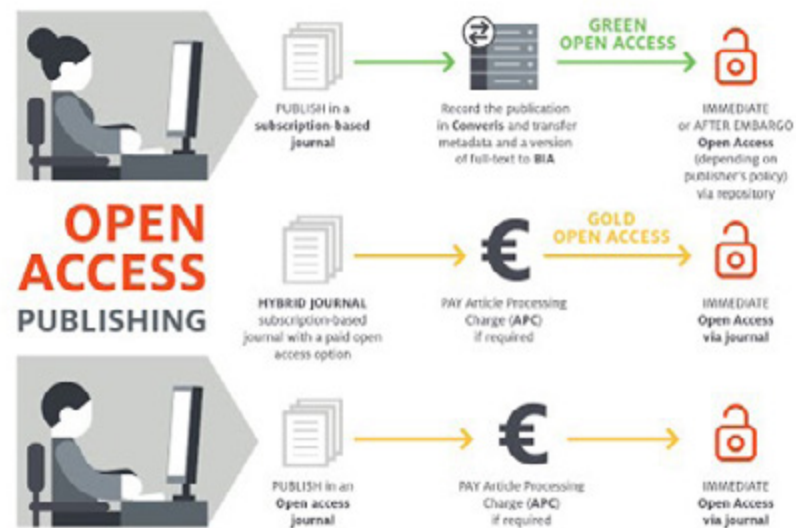 PUBLISH in a
subscription-based
journal
Record the publication
in Converis and transfer
metadata and a version
of full-text to BIA
GREEN
OPEN ACCESS
IMMEDIATE
or AFTER EMBARGO
Open Access
(depending on
publisher's policy)
via repository
OPEN
ACCESS
PUBLISHING
HYBRID JOURNAL
subscription-based
journal with a paid open
access option
€
PAY Article Processing
Charge (APC)
if required
GOLD
OPEN ACCESS
IMMEDIATE
Open Access
via journal
PUBLISH in an
Open access
journal
€
PAY Article Processing
Charge (APC)
if required
IMMEDIATE
Open Access
via journal